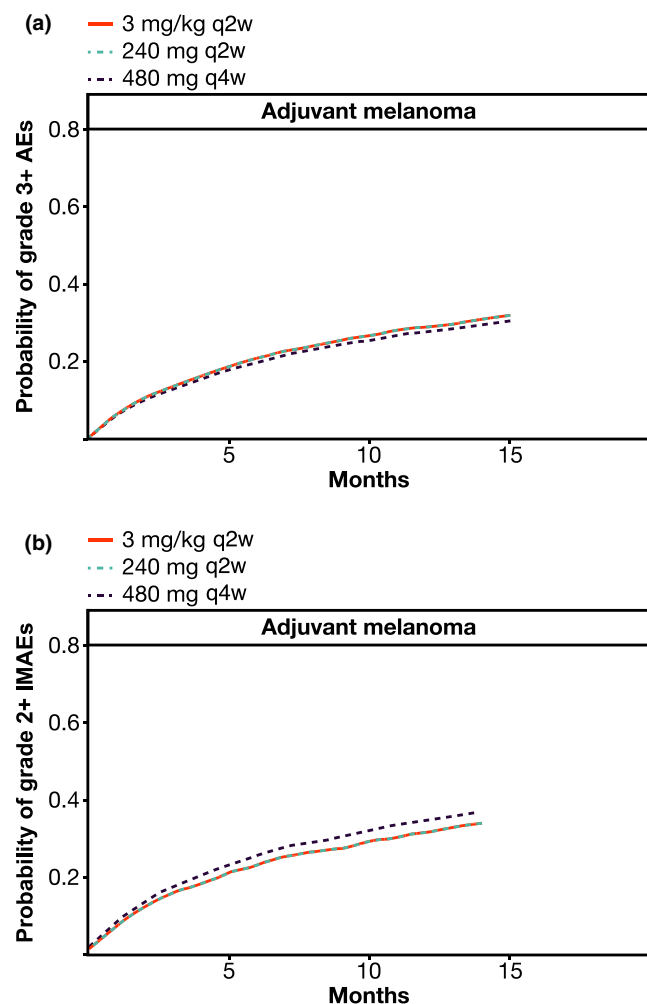 (a)
3 mg/kg q2w
240 mg q2w
480 mg q4w
Adjuvant melanoma
Probability of grade 3+ AEs
0.8
0.6
0.4
0.2
5
10
15
Months
(b)
3 mg/kg q2w
240 mg q2w
480 mg q4w
Adjuvant melanoma
Probability of grade 2+ IMAEs
0.8
0.6
0.4
0.2
5
10
15
Months